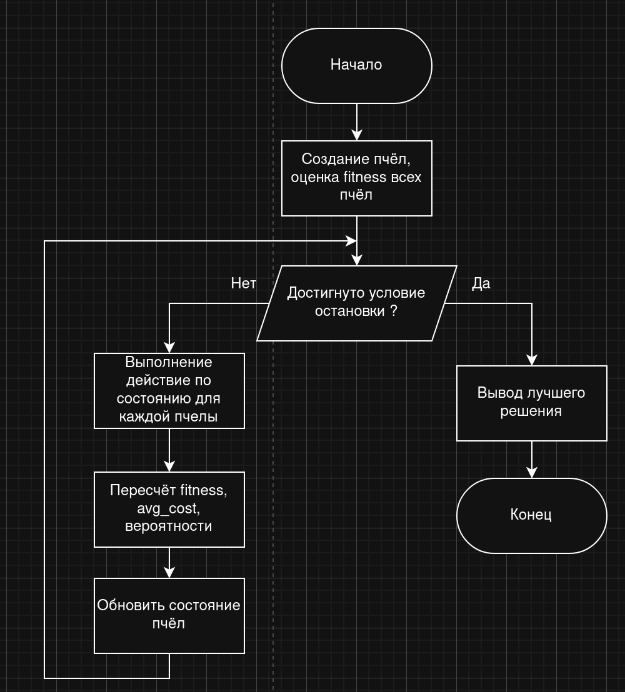 Начало
Создание пчёл,
оценка fitness всех
пчёл
Нет
Достигнуто условие
остановки ?
Да
Выполнение
действие по
состоянию для
каждой пчелы
Вывод лучшего
решения
Пересчёт fitness,
avg_cost,
вероятности
Конец
Обновить состояние
пчёл